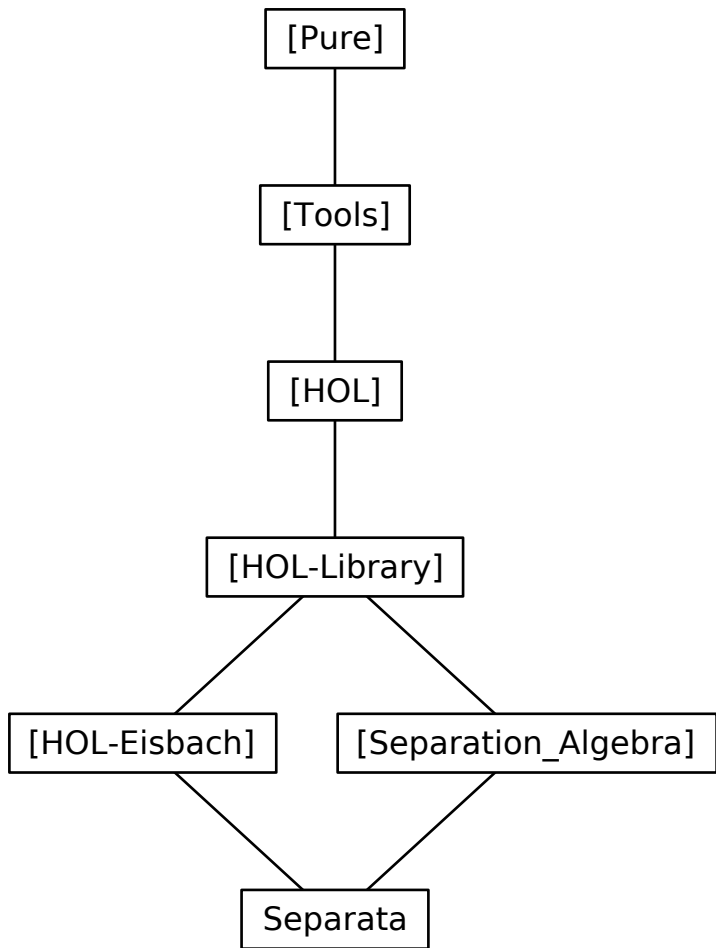 [Pure]
[Tools]
[HOL]
[HOL-Library]
[HOL-Eisbach]
[Separation_Algebra]
Separata